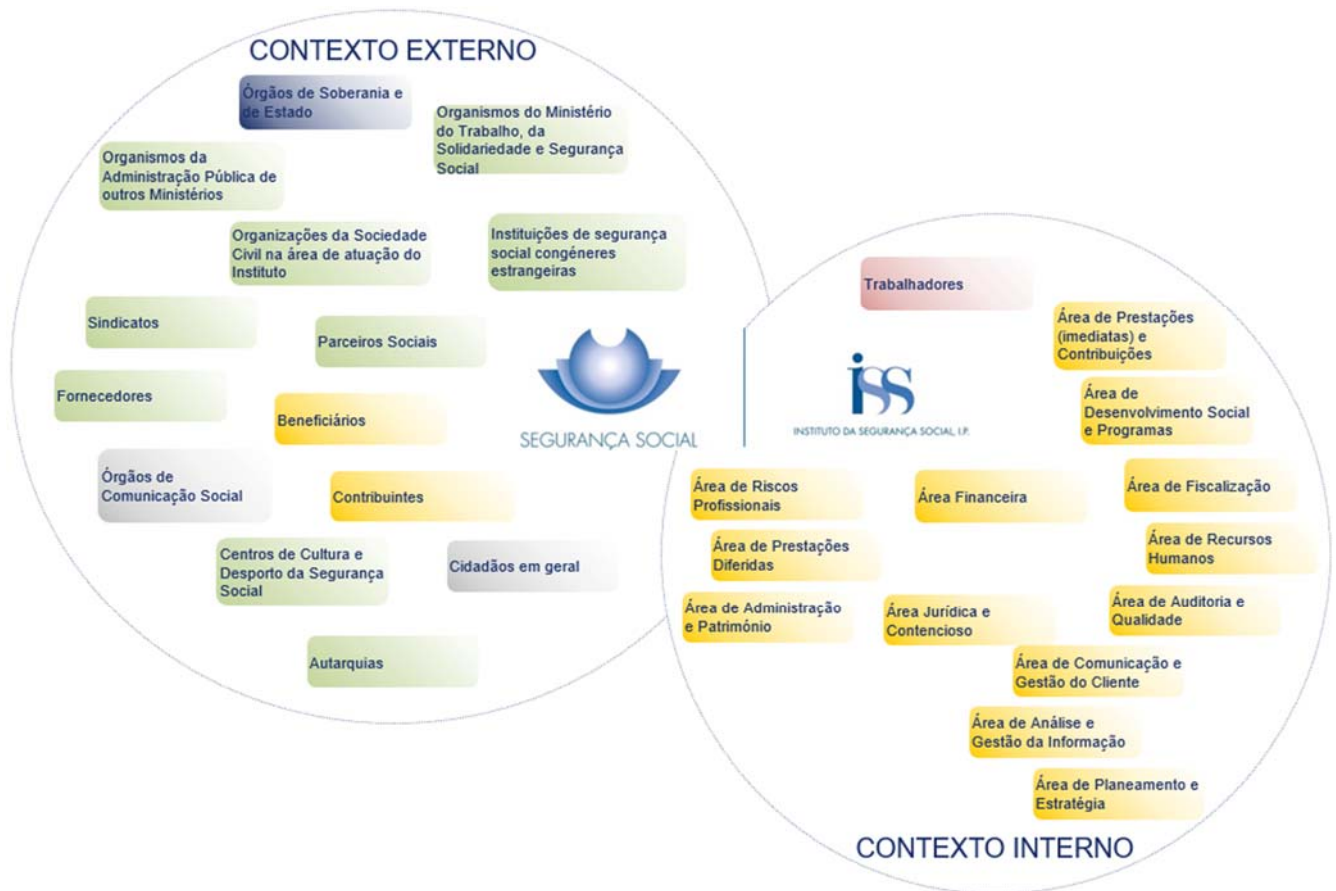 CONTEXTO EXTERNO
Órgãos de Soberania e
de Estado
Organismos do Ministério
do Trabalho, da
Solidariedade e Segurança
Social
Organismos da
Administração Pública de
outros Ministérios
Organizações da Sociedade
Civil na área de atuação do
Instituto
Instituições de segurança
social congéneres
estrangeiras
Sindicatos
Parceiros Sociais
Fornecedores
Beneficiários
Órgãos de
Comunicação Social
Contribuintes
Centros de Cultura e
Desporto da Segurança
Social
Cidadãos em geral
Autarquias
SEGURANÇA SOCIAL
iss
INSTITUTO DA SEGURANÇA SOCIAL, I.P.
Trabalhadores
Área de Prestações
(imediatas) e
Contribuições
Área de
Desenvolvimento Social
e Programas
Área de Riscos
Profissionais
Área Financeira
Área de Fiscalização
Área de Prestações
Diferidas
Área de Recursos
Humanos
Área de Administração
e Património
Área Jurídica e
Contencioso
Área de Auditoria e
Qualidade
Área de Comunicação e
Gestão do Cliente
Área de Análise e
Gestão da Informação
Área de Planeamento e
Estratégia
CONTEXTO INTERNO